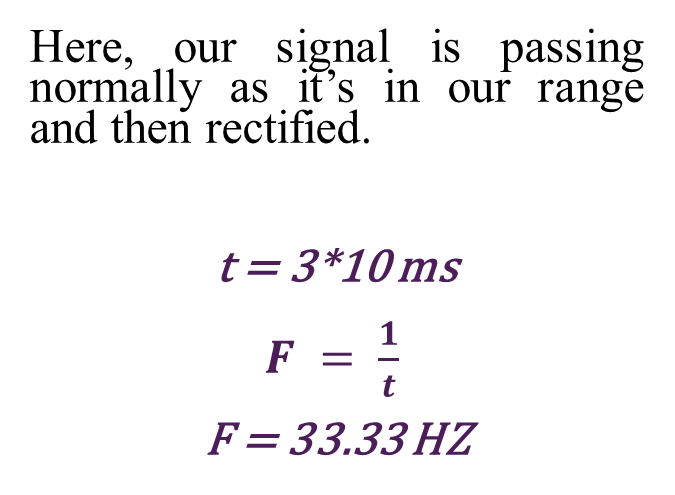 Here, our signal is passing
normally as it’s in our range
and then rectified.
t = 3*10 ms
F = 1/t
F = 33.33 HZ